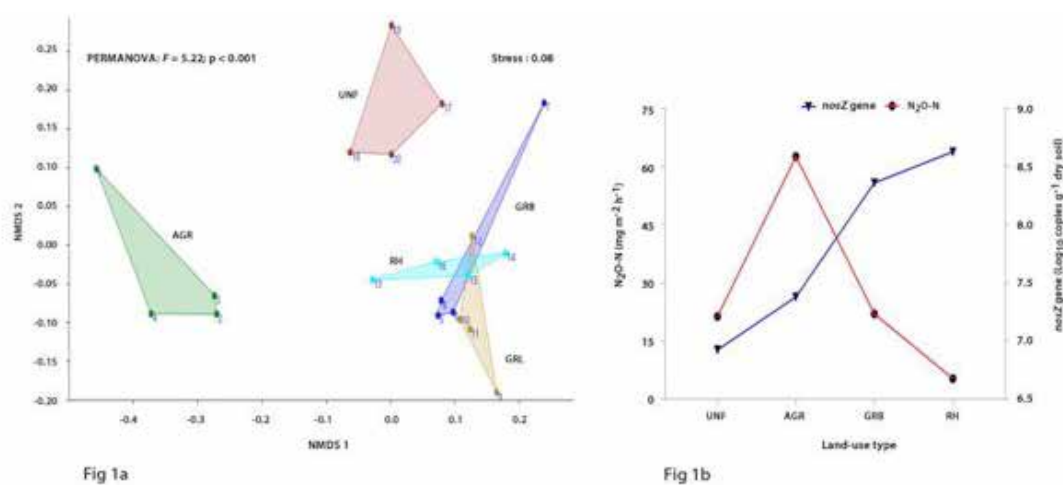 PERMANOVA: F = 5.22; p < 0.001
Stress : 0.08
UNF
GRB
AGR
RH
GRL
NMDS 2
0.25
0.20
0.15
0.10
0.05
0.00
-0.05
-0.10
-0.15
-0.20
-0.4
-0.3
-0.2
-0.1
0.0
0.1
0.2
NMDS 1
Fig 1a
nosZ gene
N₂O-N
N₂O-N (mg m⁻² h⁻¹)
75
60
45
30
15
0
9.0
8.5
8.0
7.5
7.0
6.5
nosZ gene (Log₁₀ copies g⁻¹ dry soil)
UNF AGR GRB RH
Land-use type
Fig 1b